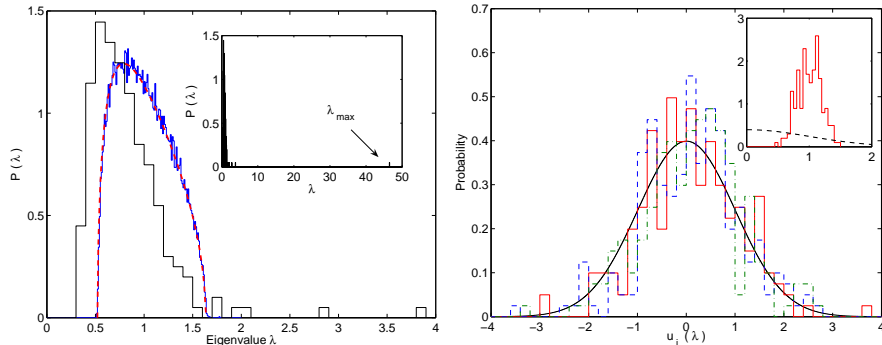 1.5
1
0.5
0
P ( λ )
0 0.5 1 1.5 2 2.5 3 3.5 4
Eigenvalue λ
1.5
1
0.5
0
P ( λ )
λ max
0 10 20 30 40 50
λ
0.7
0.6
0.5
0.4
0.3
0.2
0.1
0
Probability
−4 −3 −2 −1 0 1 2 3 4
u i ( λ )
3
2
1
0
0 1 2